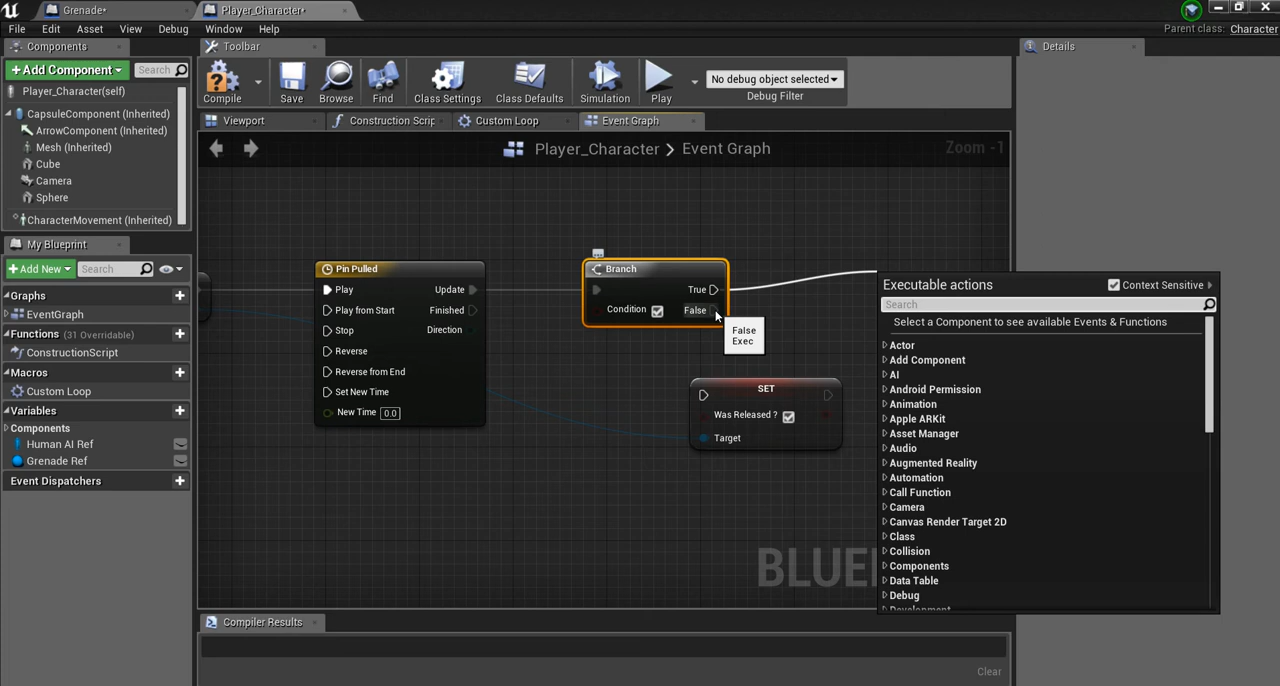 Grenade*
Player_Character*
File Edit Asset View Window Debug Help
Parent class: Character
Components
+Add Component
Search
Player_Character(self)
CapsuleComponent (Inherited)
ArrowComponent (Inherited)
Mesh (Inherited)
Cube
Camera
Sphere
CharacterMovement (Inherited)
My Blueprint
+Add New
Search
Graphs
EventGraph
Functions (31 Overridable)
ConstructionScript
Macros
Custom Loop
Variables
Components
Human AI Ref
Grenade Ref
Event Dispatchers
Toolbar
Compile
Save
Browse
Find
Class Settings
Class Defaults
Simulation
Play
No debug object selected
Debug Filter
Viewport
Construction Scrip
Custom Loop
Event Graph
Player_Character > Event Graph
Zoom -1
Pin Pulled
Play
Update
Play from Start
Finished
Stop
Direction
Reverse
Reverse from End
Set New Time
New Time 0.0
Branch
True
Condition
False
False
Exec
SET
Was Released ?
Target
Executable actions
Context Sensitive
Search
Select a Component to see available Events & Functions
Actor
Add Component
AI
Android Permission
Animation
Apple ARKit
Asset Manager
Audio
Augmented Reality
Automation
Call Function
Camera
Canvas Render Target 2D
Class
Collision
Components
Data Table
Debug
Development
Compiler Results
Clear
Details